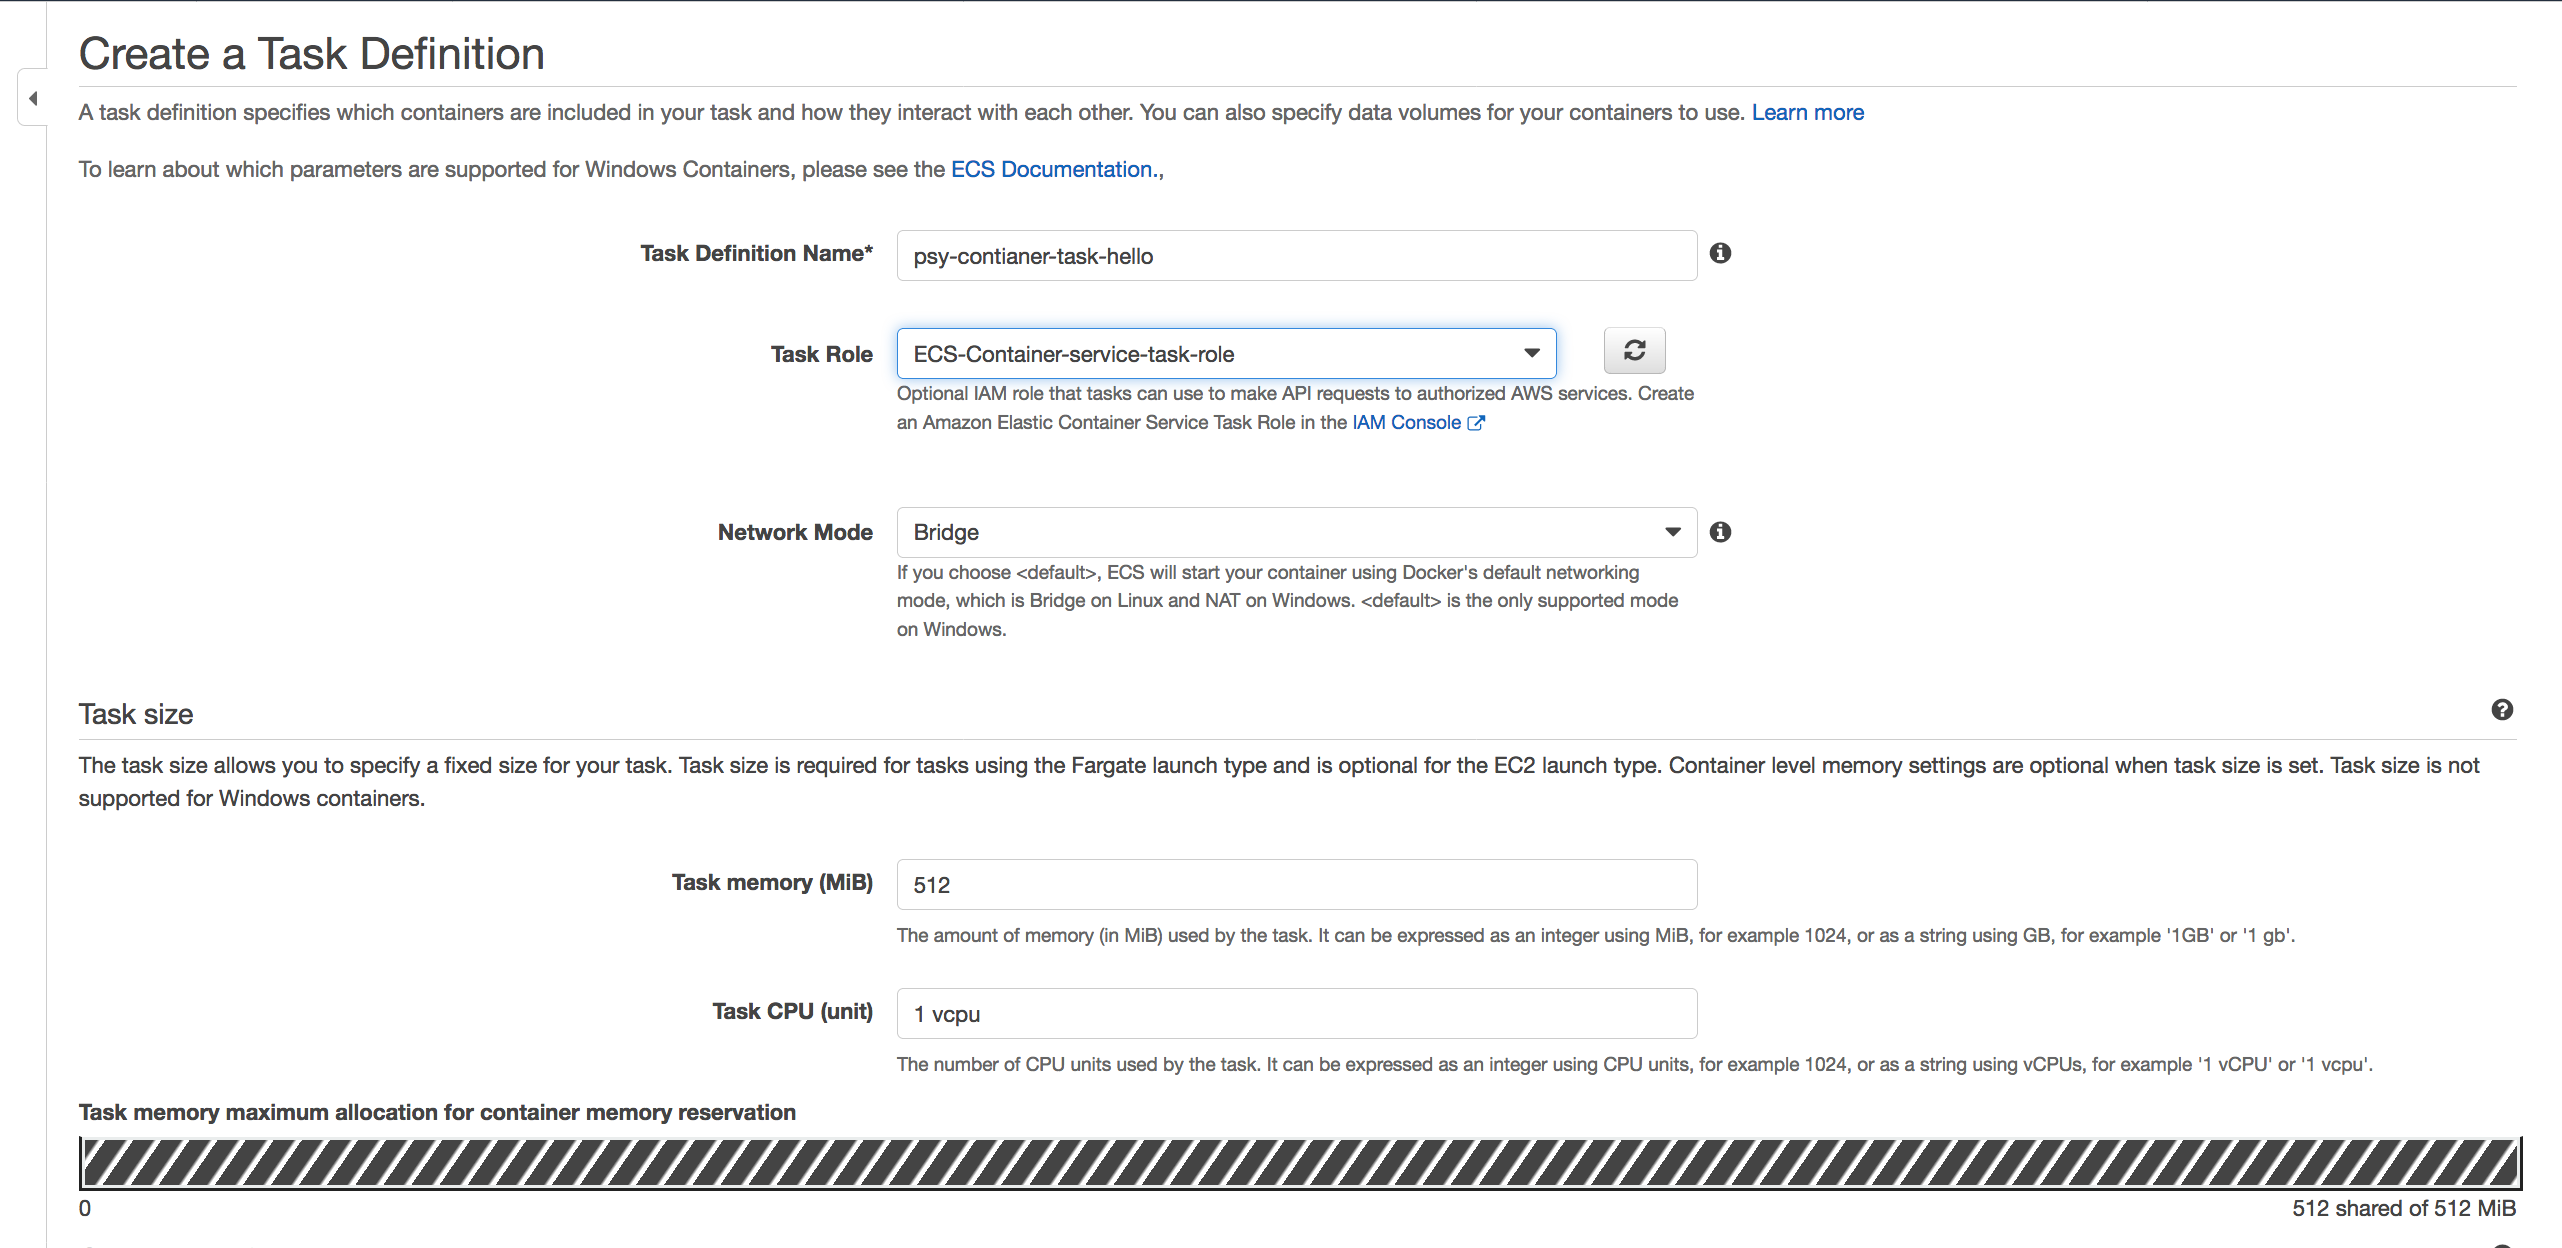 Create a Task Definition
A task definition specifies which containers are included in your task and how they interact with each other. You can also specify data volumes for your containers to use. Learn more
To learn about which parameters are supported for Windows Containers, please see the ECS Documentation.,
Task Definition Name* psy-contianer-task-hello
Task Role ECS-Container-service-task-role
Optional IAM role that tasks can use to make API requests to authorized AWS services. Create
an Amazon Elastic Container Service Task Role in the IAM Console
Network Mode Bridge
If you choose <default>, ECS will start your container using Docker's default networking
mode, which is Bridge on Linux and NAT on Windows. <default> is the only supported mode
on Windows.
Task size
The task size allows you to specify a fixed size for your task. Task size is required for tasks using the Fargate launch type and is optional for the EC2 launch type. Container level memory settings are optional when task size is set. Task size is not
supported for Windows containers.
Task memory (MiB) 512
The amount of memory (in MiB) used by the task. It can be expressed as an integer using MiB, for example 1024, or as a string using GB, for example '1GB' or '1 gb'.
Task CPU (unit) 1 vcpu
The number of CPU units used by the task. It can be expressed as an integer using CPU units, for example 1024, or as a string using vCPUs, for example '1 vCPU' or '1 vcpu'.
Task memory maximum allocation for container memory reservation
0 512 shared of 512 MiB